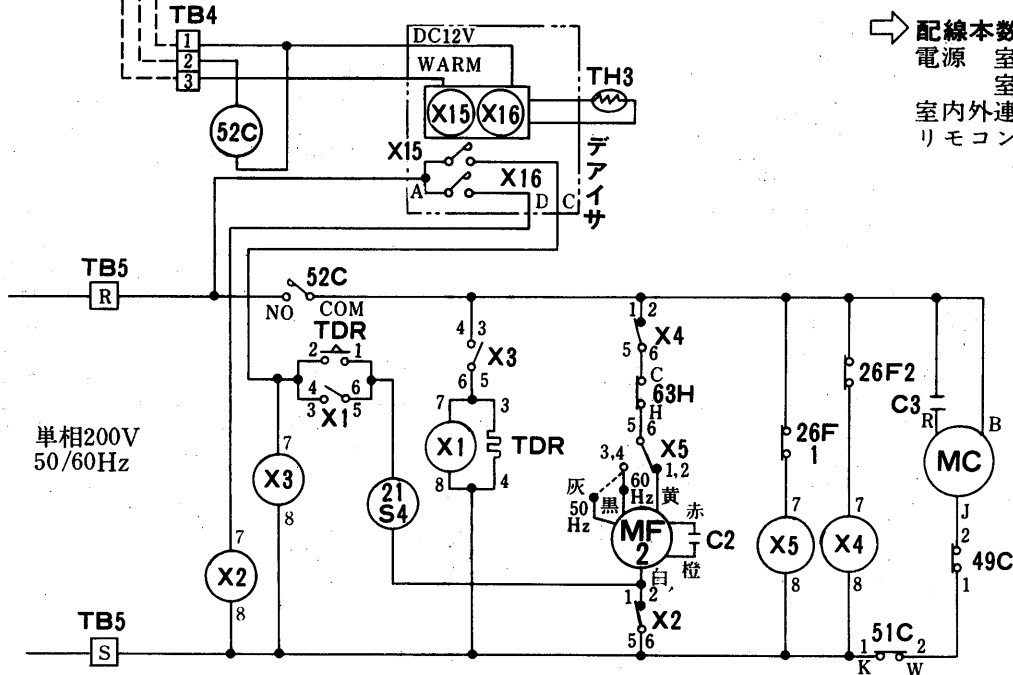 TB4
1
2
3
52C
DC12V
WARM
X15
X16
TH3
デアイサ
X15
X16
A
D
C
配線本数
電源 室
室
室内外連
リモコン
TB5
R
52C
NO
COM
TDR
2
1
4
6
3
5
X1
4
3
X3
6
5
7
3
X1
TDR
8
4
1
2
X4
5
6
C
63H
H
5
6
X5
3,4
1,2
灰
50
Hz
黒
60
Hz
黄
赤
MF
2
C2
橙
白
1
2
X2
5
6
単相200V
50/60Hz
7
X3
8
21
S4
7
X2
8
26F
1
7
X5
8
26F2
7
X4
8
C3
R
B
MC
J
2
49C
1
51C
1
2
K
W
TB5
S